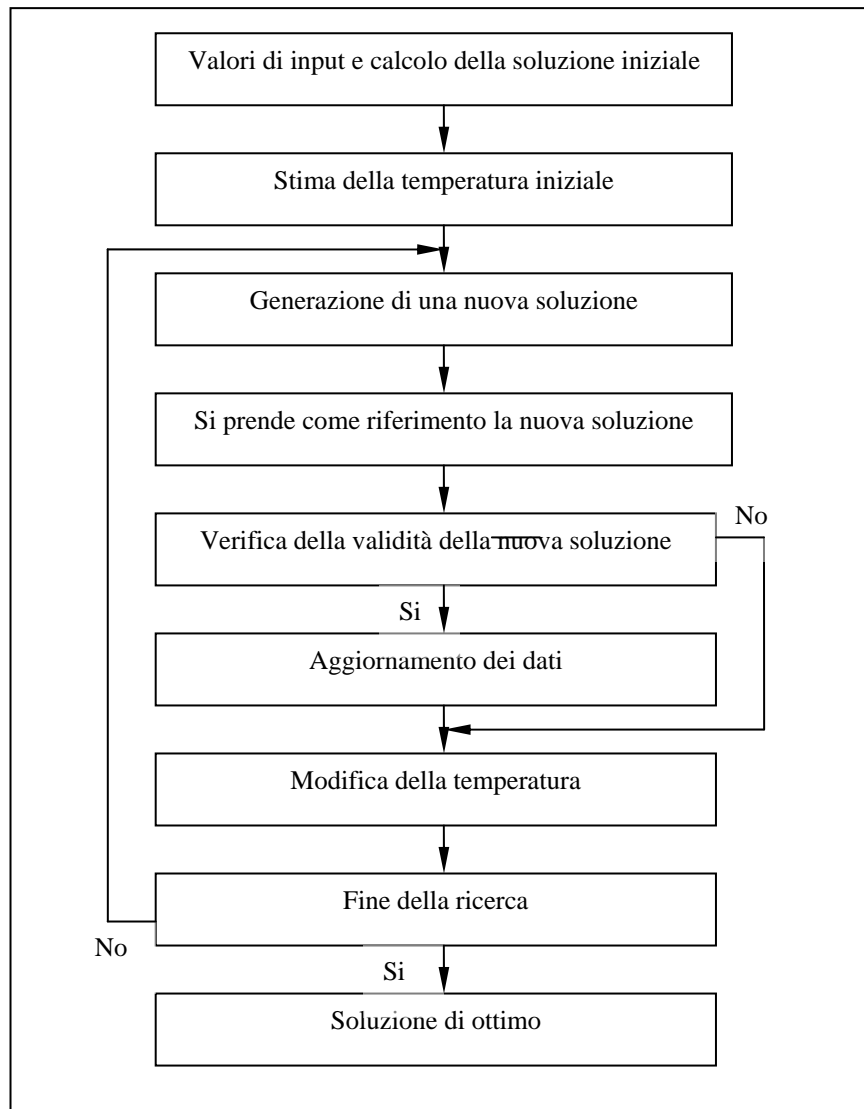 Valori di input e calcolo della soluzione iniziale
Stima della temperatura iniziale
Generazione di una nuova soluzione
Si prende come riferimento la nuova soluzione
Verifica della validità della nuova soluzione
No
Si
Aggiornamento dei dati
Modifica della temperatura
Fine della ricerca
No
Si
Soluzione di ottimo